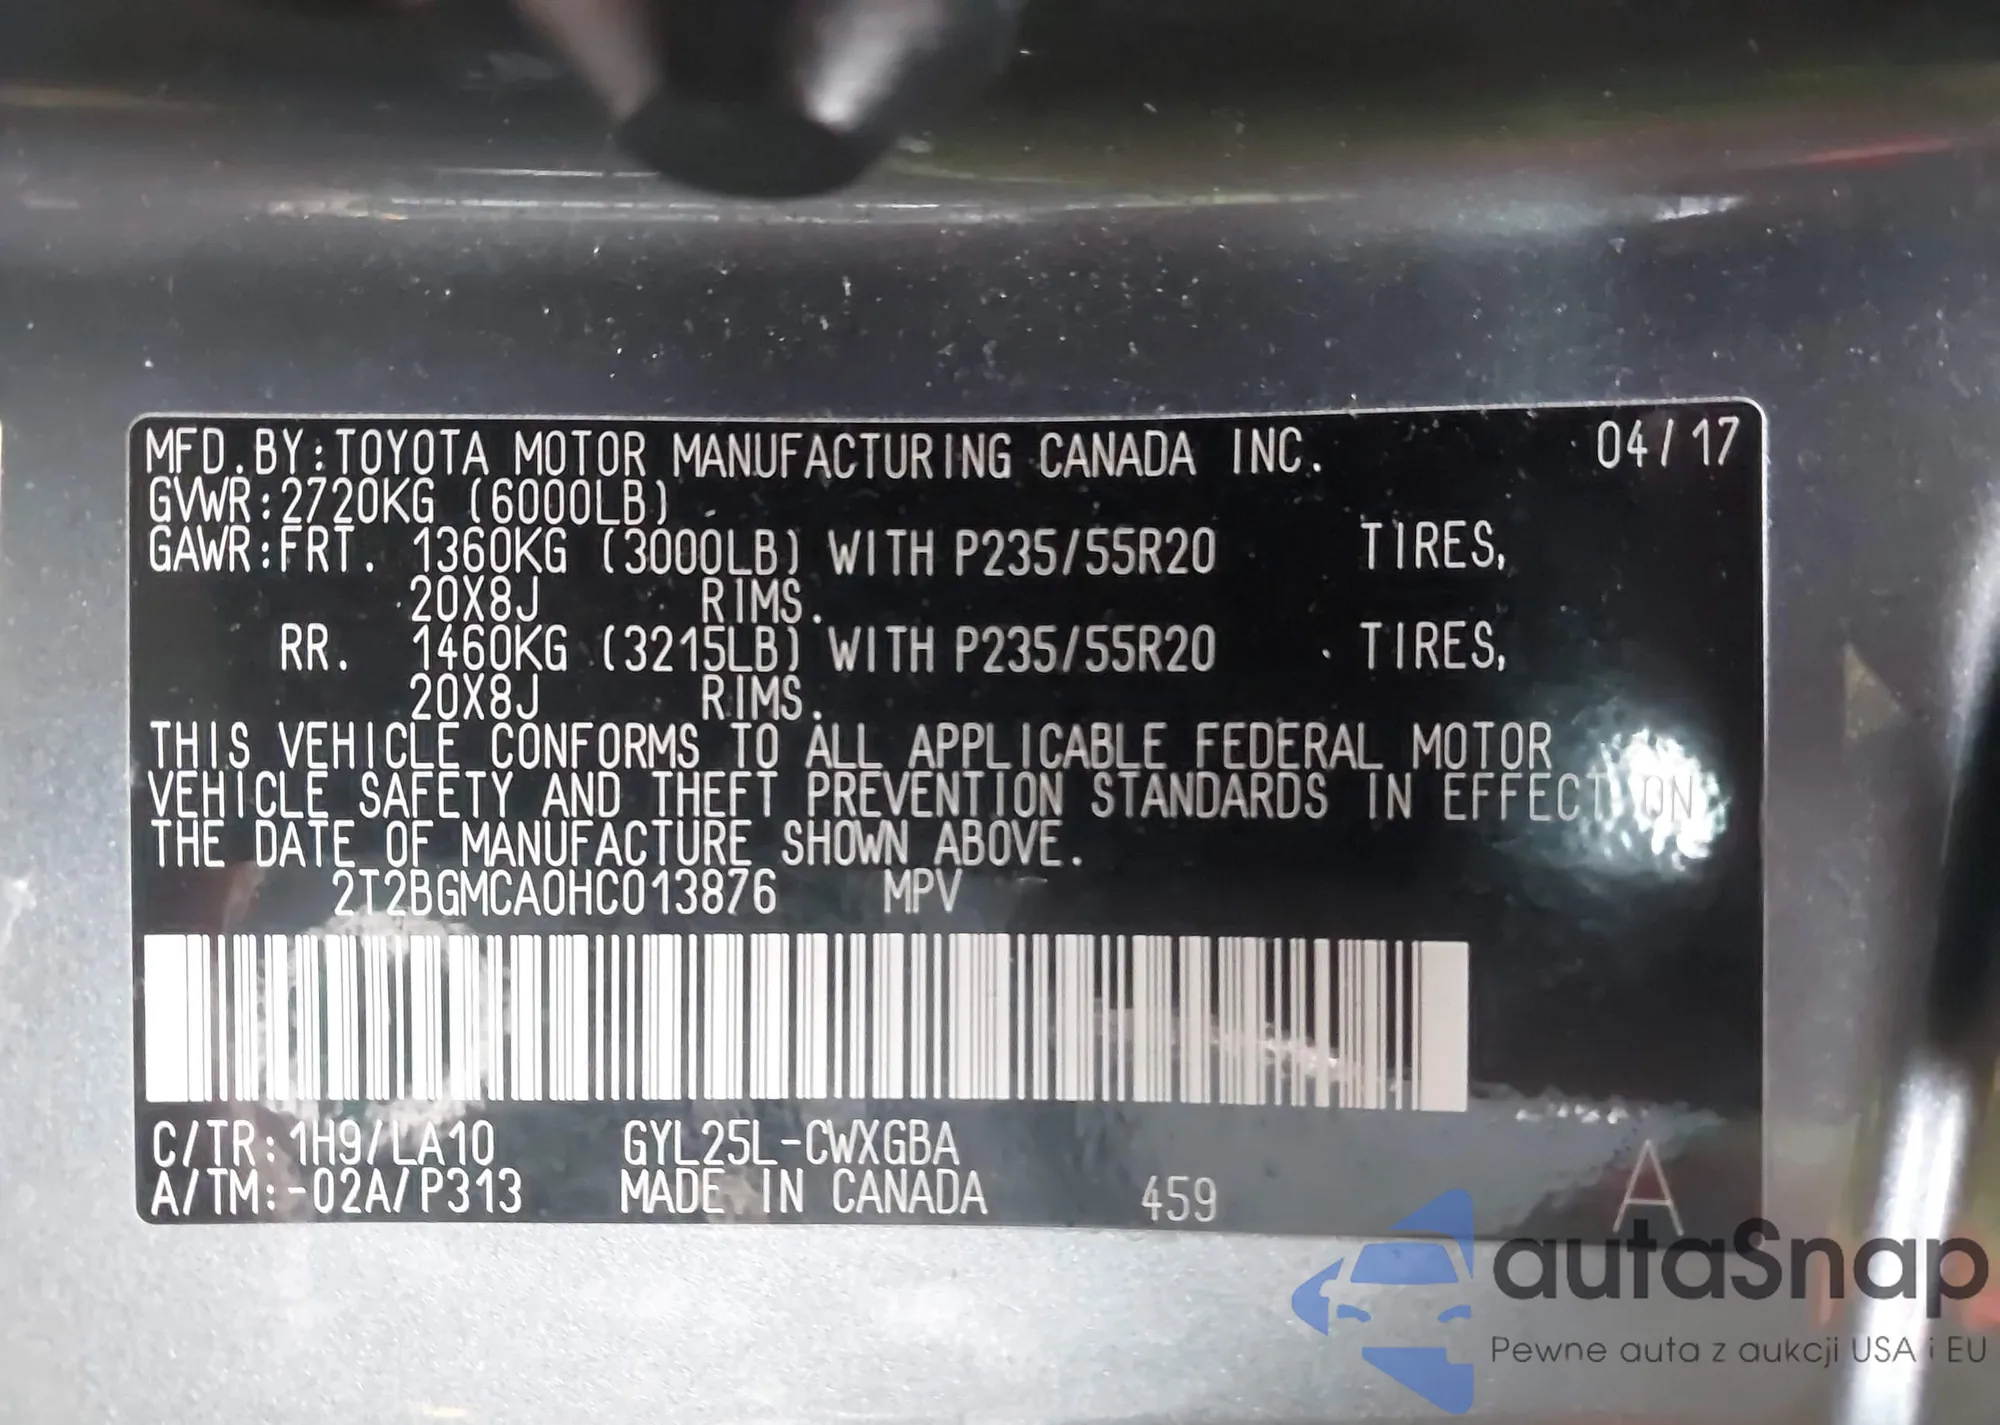 MFD.BY:TOYOTA MOTOR MANUFACTURING CANADA INC. 04/17
GVWR:2720KG (6000LB)
GAWR:FRT. 1360KG (3000LB) WITH P235/55R20 TIRES,
20X8J RIMS.
RR. 1460KG (3215LB) WITH P235/55R20 TIRES,
20X8J RIMS.
THIS VEHICLE CONFORMS TO ALL APPLICABLE FEDERAL MOTOR
VEHICLE SAFETY AND THEFT PREVENTION STANDARDS IN EFFECT ON
THE DATE OF MANUFACTURE SHOWN ABOVE.
2T2BGMCA0HC013876 MPV
C/TR:1H9/LA10 GYL25L-CWXGBA
A/TM:-02A/P313 MADE IN CANADA 459 A
autaSnap
Pewne auta z aukcji USA i EU